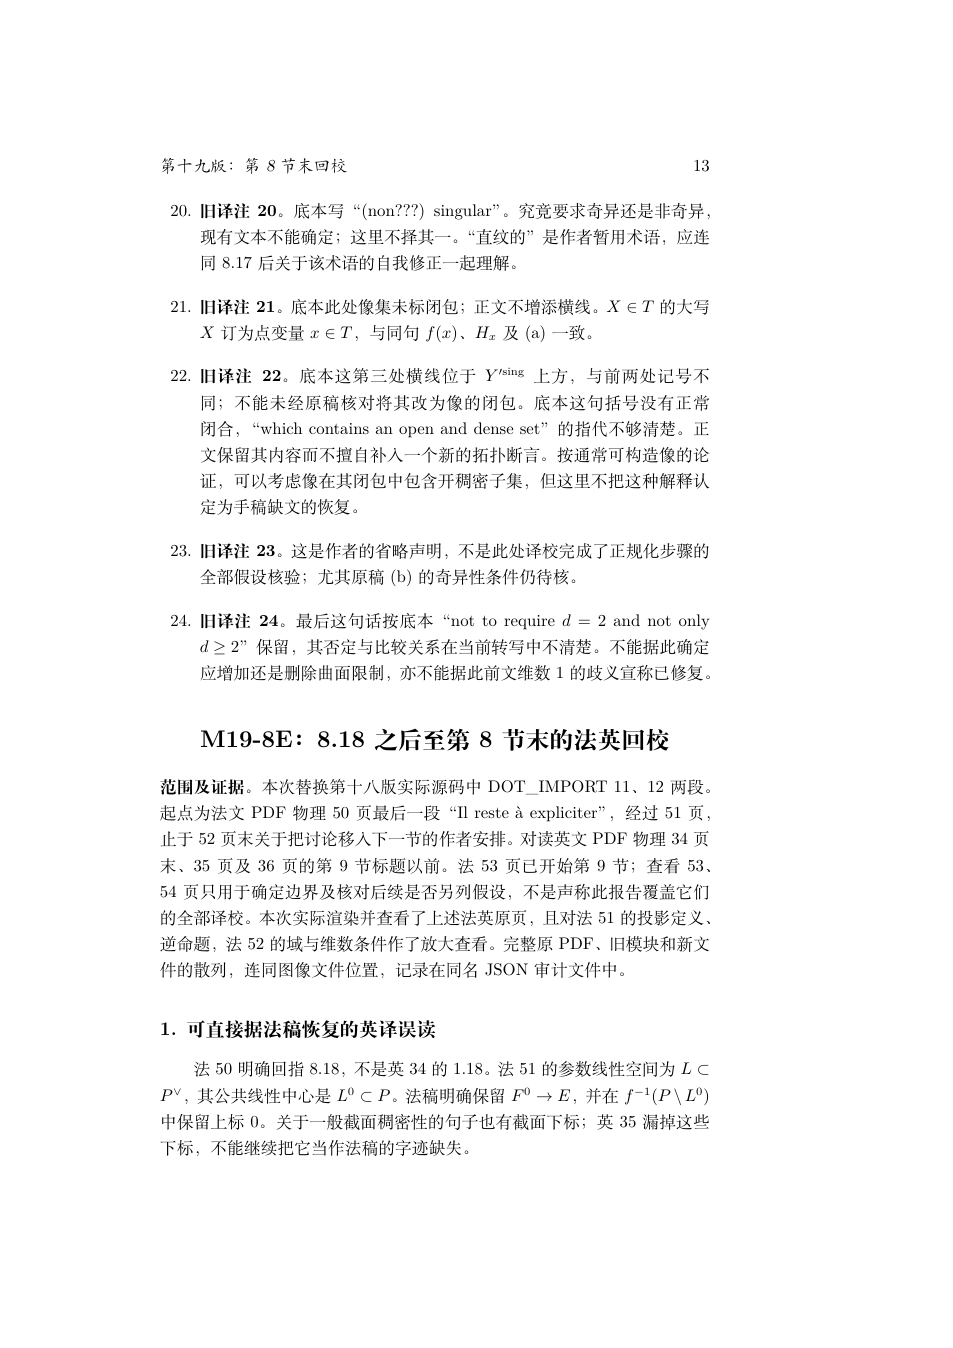 第十九版：第 8 节末回校 13
20. 旧译注 20。底本写 “(non???) singular”。究竟要求奇异还是非奇异，
现有文本不能确定；这里不择其一。“直纹的” 是作者暂用术语，应连
同 8.17 后关于该术语的自我修正一起理解。
21. 旧译注 21。底本此处像集未标闭包；正文不增添横线。X ∈ T 的大写
X 订为点变量 x ∈ T，与同句 f(x)、Hₓ 及 (a) 一致。
22. 旧译注 22。底本这第三处横线位于 Y′ˢⁱⁿᵍ 上方，与前两处记号不
同；不能未经原稿核对将其改为像的闭包。底本这句括号没有正常
闭合，“which contains an open and dense set” 的指代不够清楚。正
文保留其内容而不擅自补入一个新的拓扑断言。按通常可构造像的论
证，可以考虑像在其闭包中包含开稠密子集，但这里不把这种解释认
定为手稿缺文的恢复。
23. 旧译注 23。这是作者的省略声明，不是此处译校完成了正规化步骤的
全部假设核验；尤其原稿 (b) 的奇异性条件仍待核。
24. 旧译注 24。最后这句话按底本 “not to require d = 2 and not only
d ≥ 2” 保留，其否定与比较关系在当前转写中不清楚。不能据此确定
应增加还是删除曲面限制，亦不能据此前文维数 1 的歧义宣称已修复。
M19-8E：8.18 之后至第 8 节末的法英回校
范围及证据。本次替换第十八版实际源码中 DOT_IMPORT 11、12 两段。
起点为法文 PDF 物理 50 页最后一段 “Il reste à expliciter”，经过 51 页，
止于 52 页末关于把讨论移入下一节的作者安排。对读英文 PDF 物理 34 页
末、35 页及 36 页的第 9 节标题以前。法 53 页已开始第 9 节；查看 53、
54 页只用于确定边界及核对后续是否另列假设，不是声称此报告覆盖它们
的全部译校。本次实际渲染并查看了上述法英原页，且对法 51 的投影定义、
逆命题，法 52 的域与维数条件作了放大查看。完整原 PDF、旧模块和新文
件的散列，连同图像文件位置，记录在同名 JSON 审计文件中。
1. 可直接据法稿恢复的英译误读
法 50 明确回指 8.18，不是英 34 的 1.18。法 51 的参数线性空间为 L ⊂
P^∨，其公共线性中心是 L⁰ ⊂ P。法稿明确保留 F⁰ → E，并在 f⁻¹(P \ L⁰)
中保留上标 0。关于一般截面稠密性的句子也有截面下标；英 35 漏掉这些
下标，不能继续把它当作法稿的字迹缺失。